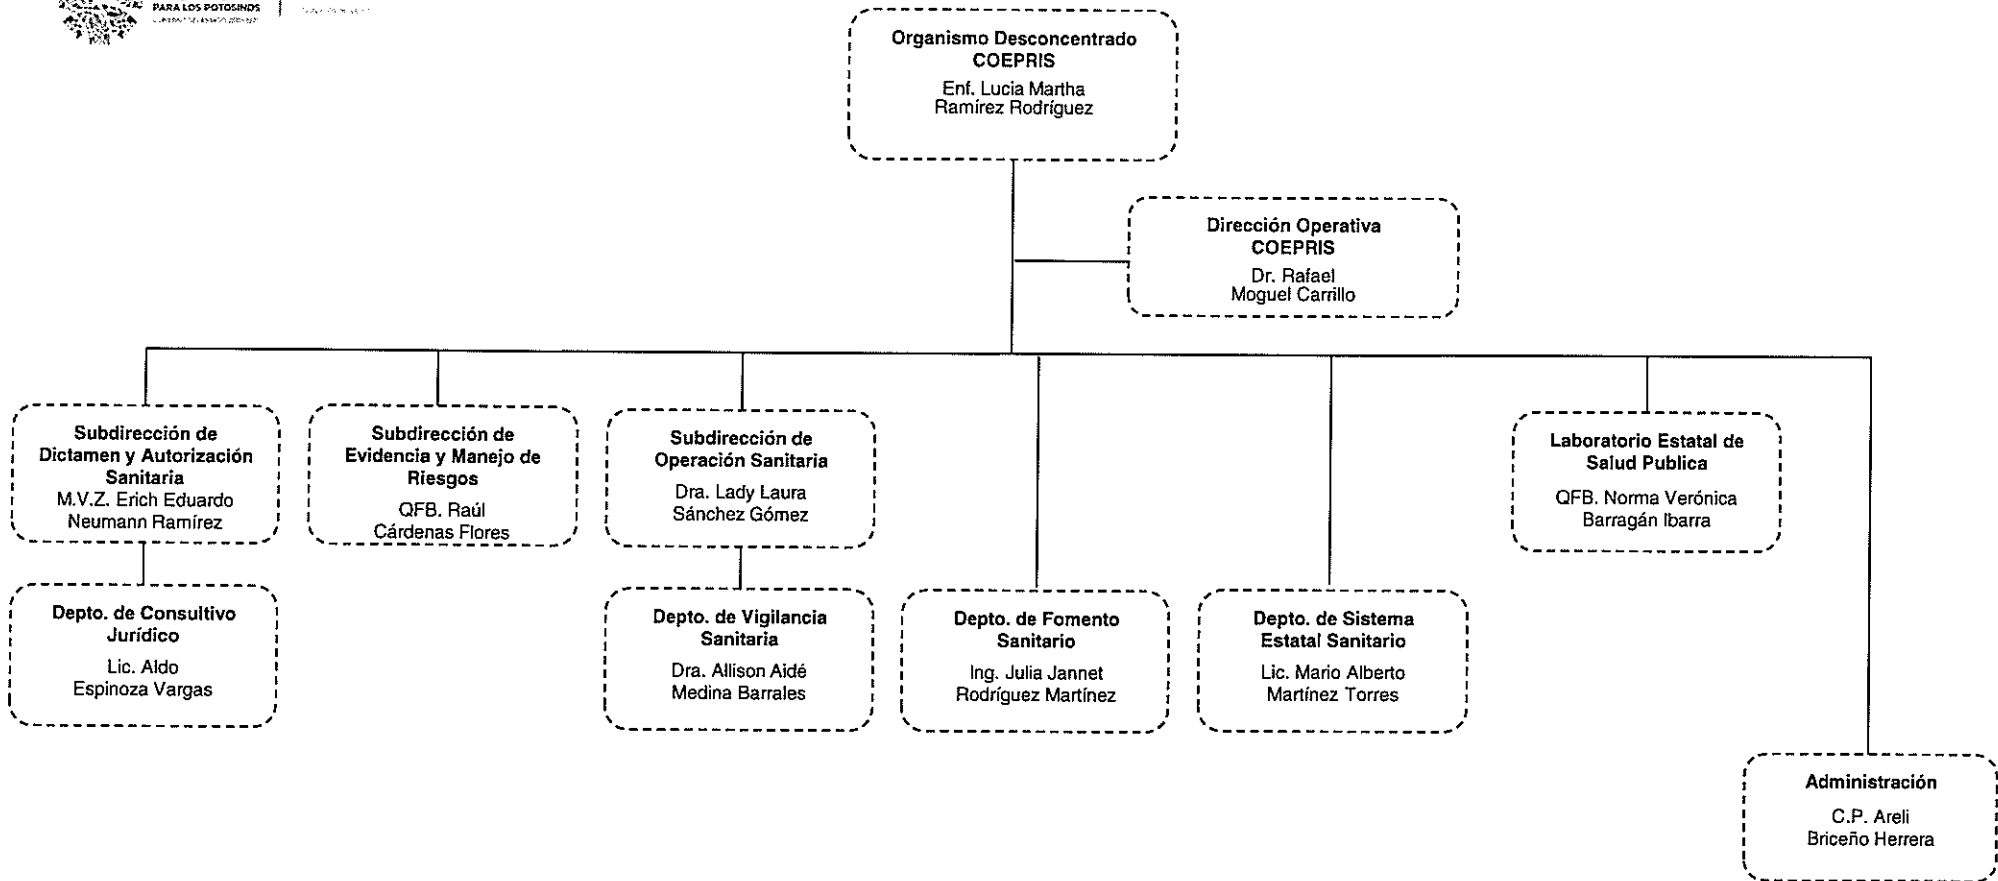 PARA LOS POTOSINOS
Organismo Desconcentrado
COEPRIS
Enf. Lucia Martha
Ramírez Rodríguez
Dirección Operativa
COEPRIS
Dr. Rafael
Moguel Carrillo
Subdirección de
Dictamen y Autorización
Sanitaria
M.V.Z. Erich Eduardo
Neumann Ramírez
Subdirección de
Evidencia y Manejo de
Riesgos
QFB. Raúl
Cárdenas Flores
Subdirección de
Operación Sanitaria
Dra. Lady Laura
Sánchez Gómez
Laboratorio Estatal de
Salud Publica
QFB. Norma Verónica
Barragán Ibarra
Depto. de Consultivo
Jurídico
Lic. Aldo
Espinoza Vargas
Depto. de Vigilancia
Sanitaria
Dra. Allison Aidé
Medina Barrales
Depto. de Fomento
Sanitario
Ing. Julia Jannet
Rodríguez Martínez
Depto. de Sistema
Estatal Sanitario
Lic. Mario Alberto
Martínez Torres
Administración
C.P. Areli
Briceño Herrera